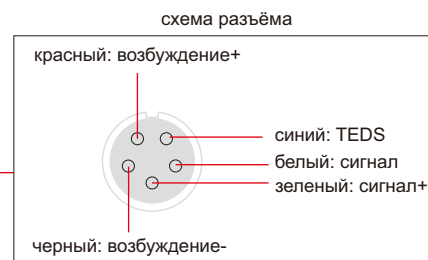 схема разъёма
красный: возбуждение+
синий: TEDS
белый: сигнал
зеленый: сигнал+
черный: возбуждение-